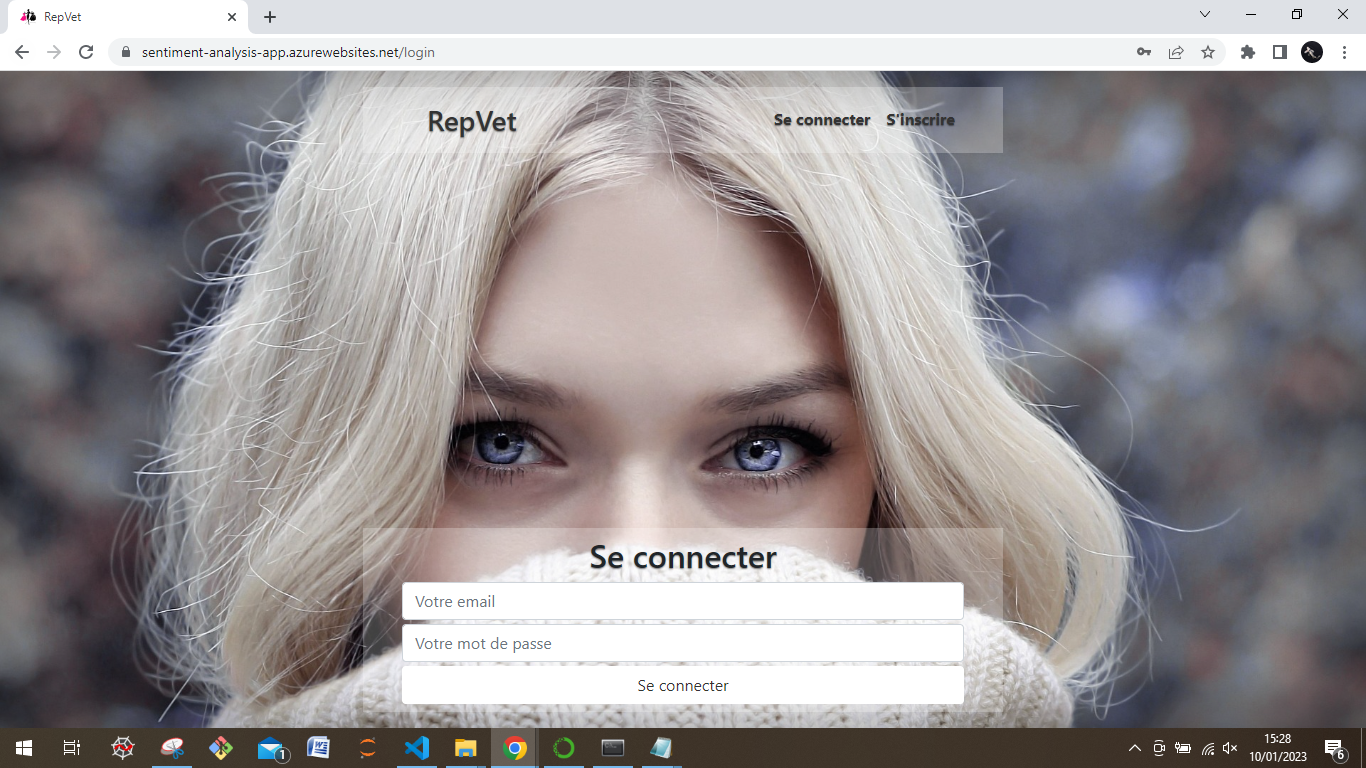 RepVet
sentiment-analysis-app.azurewebsites.net/login
RepVet
Se connecter S'inscrire
Se connecter
Votre email
Votre mot de passe
Se connecter
1
W
15:28
10/01/2023
6